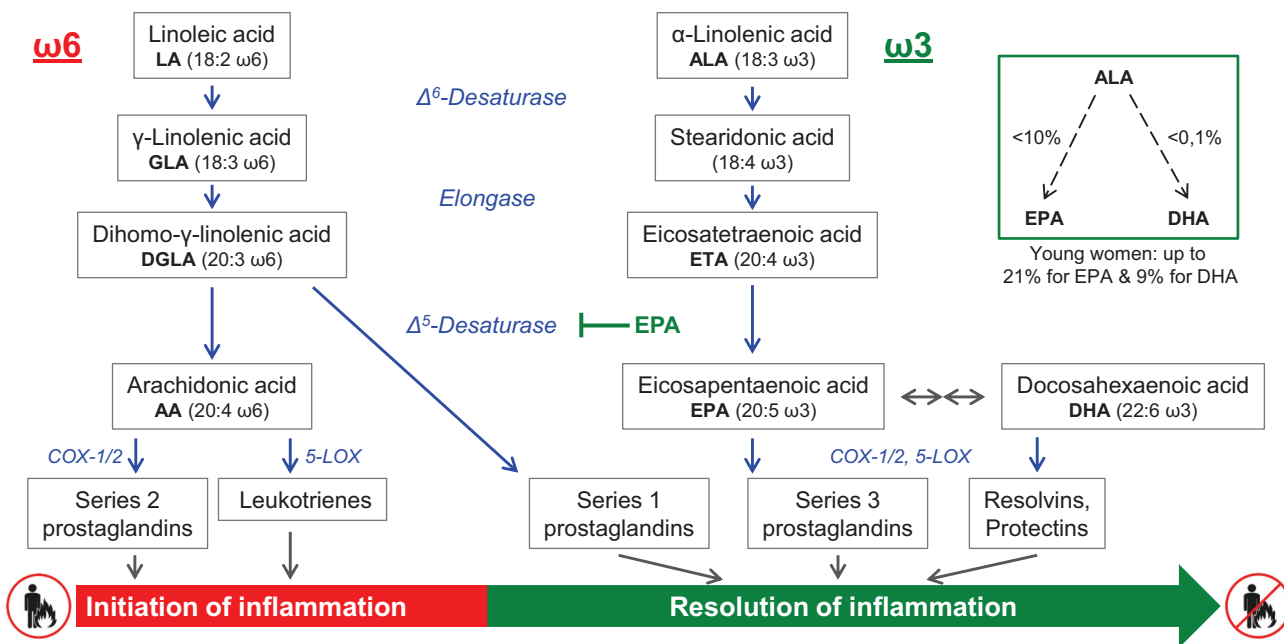 ω6
Linoleic acid
LA (18:2 ω6)
α-Linolenic acid
ALA (18:3 ω3)
ω3
Δ⁶-Desaturase
γ-Linolenic acid
GLA (18:3 ω6)
Stearidonic acid
(18:4 ω3)
Elongase
Dihomo-γ-linolenic acid
DGLA (20:3 ω6)
Eicosatetraenoic acid
ETA (20:4 ω3)
ALA
<10%
<0,1%
EPA
DHA
Young women: up to
21% for EPA & 9% for DHA
Δ⁵-Desaturase
EPA
Arachidonic acid
AA (20:4 ω6)
Eicosapentaenoic acid
EPA (20:5 ω3)
Docosahexaenoic acid
DHA (22:6 ω3)
COX-1/2
5-LOX
COX-1/2, 5-LOX
Series 2
prostaglandins
Leukotrienes
Series 1
prostaglandins
Series 3
prostaglandins
Resolvins,
Protectins
Initiation of inflammation
Resolution of inflammation